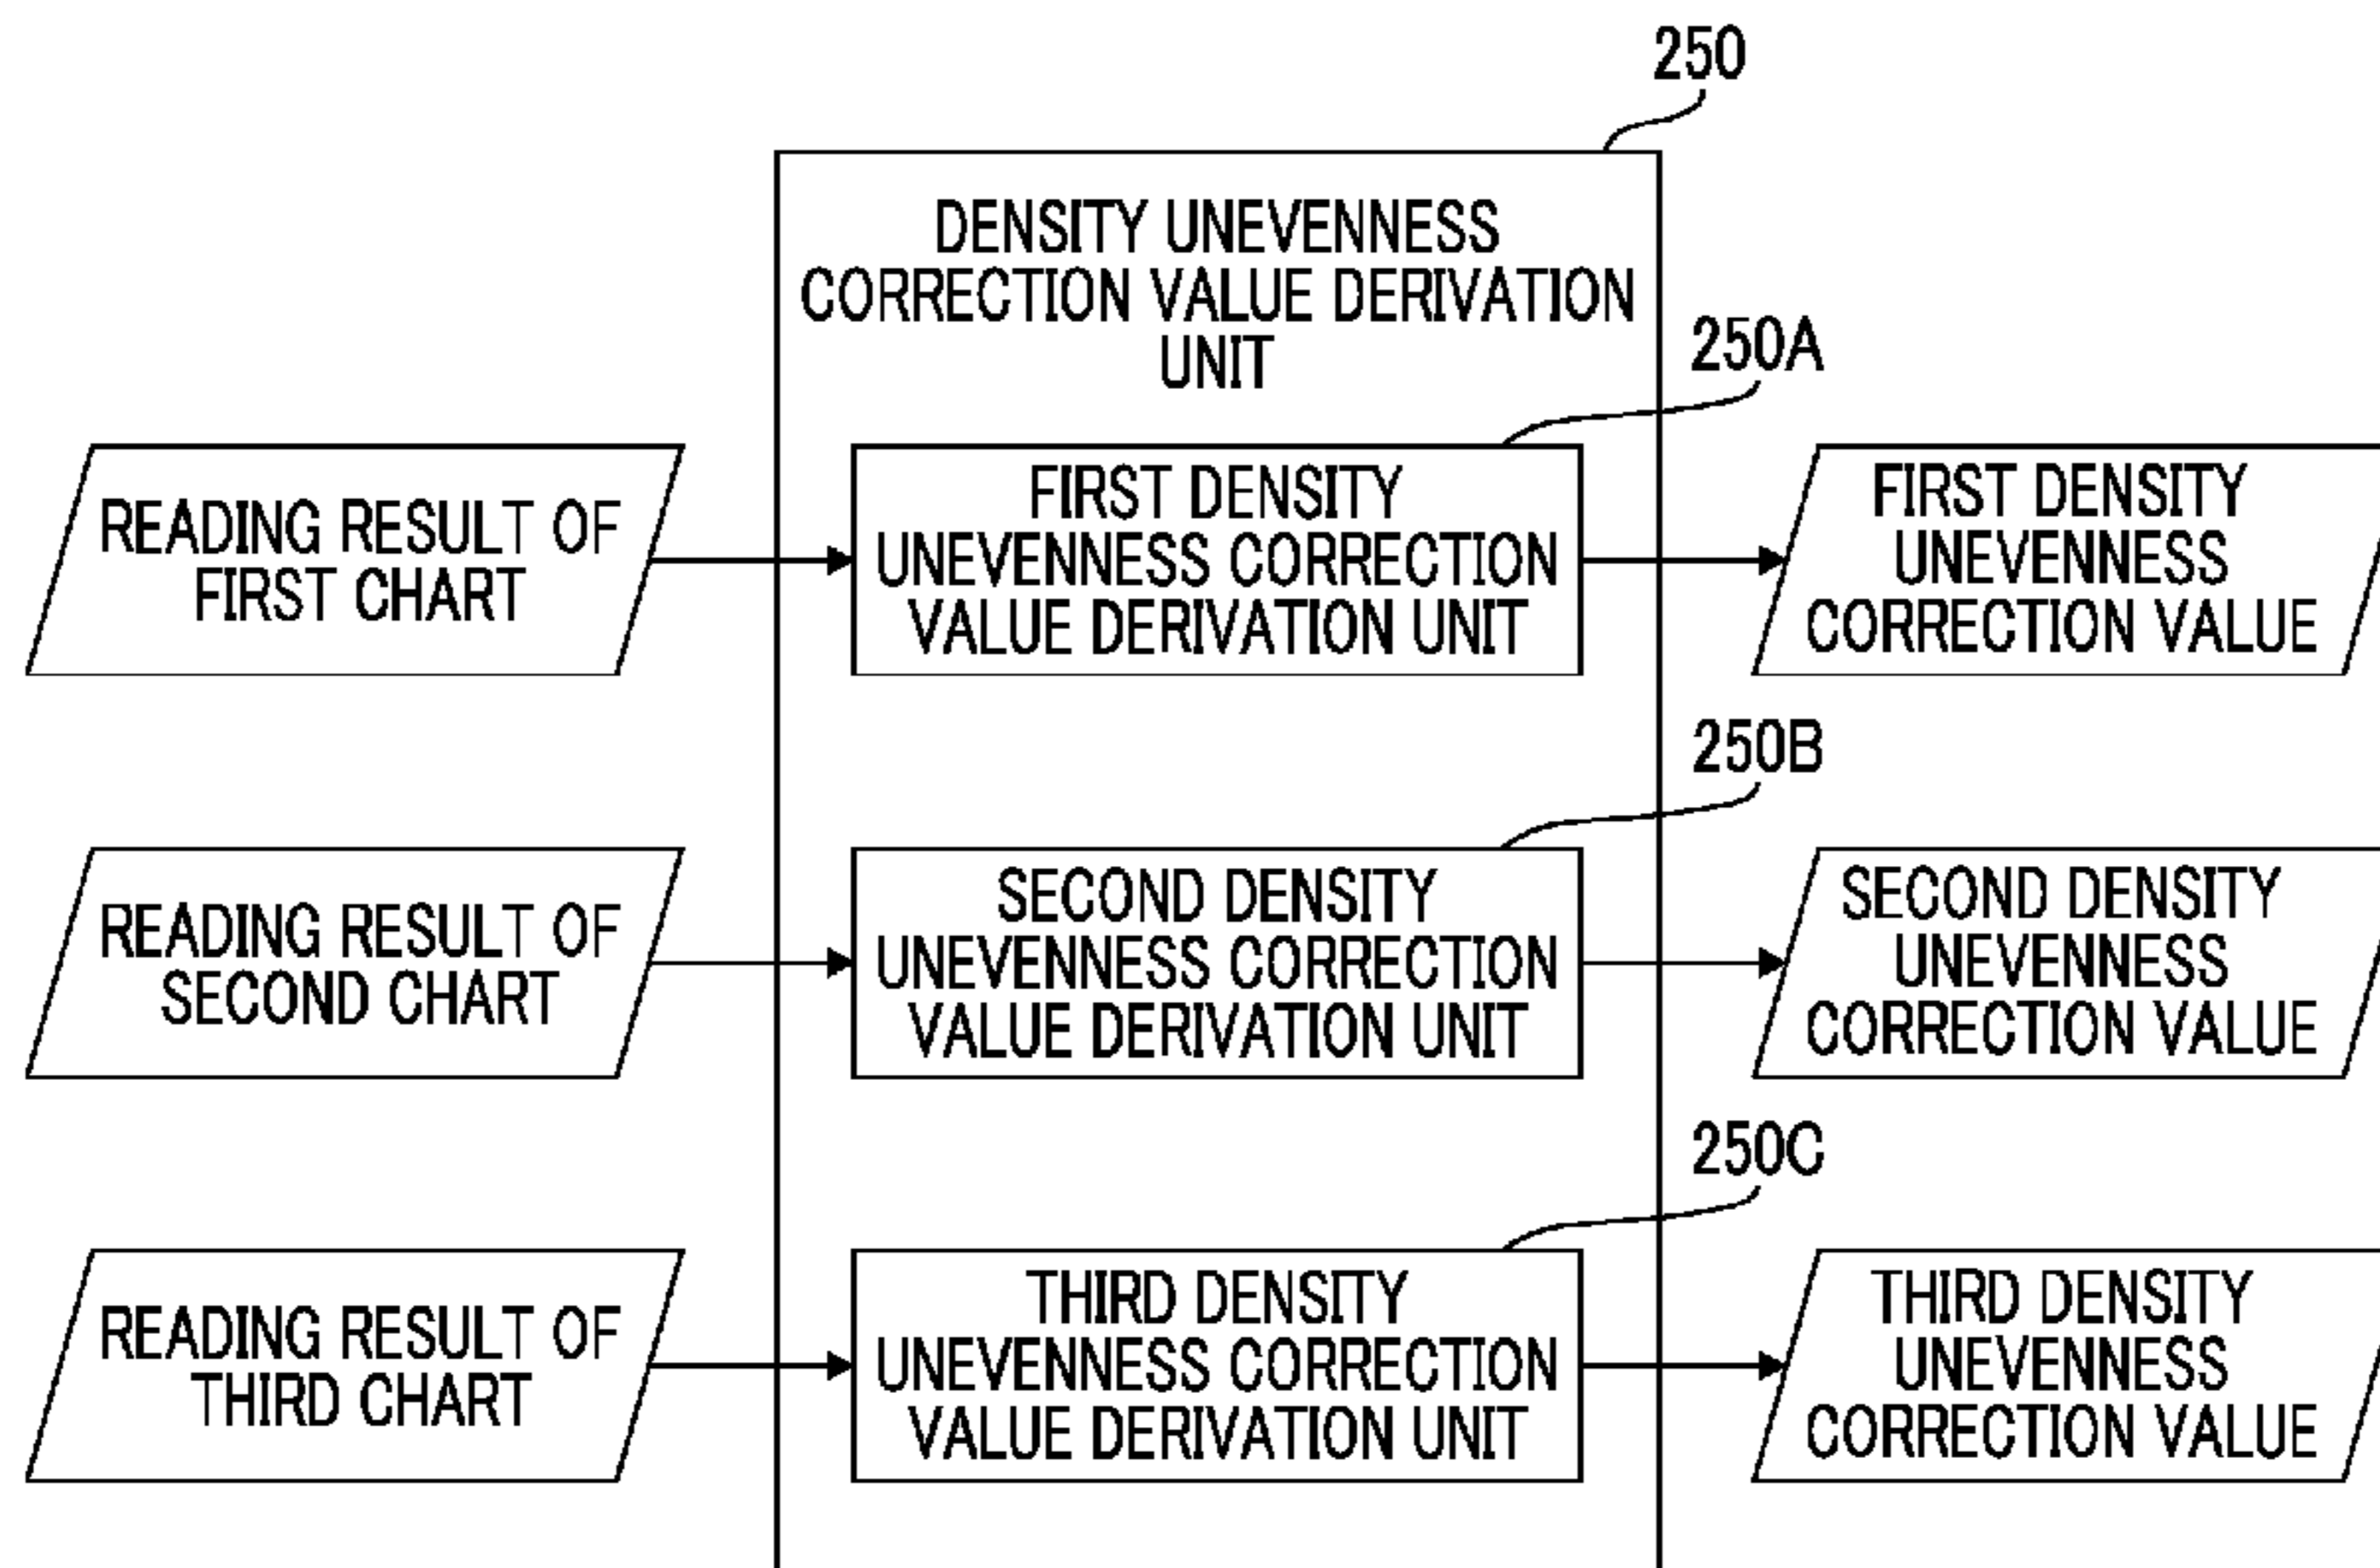 250
DENSITY UNEVENNESS
CORRECTION VALUE DERIVATION
UNIT
250A
READING RESULT OF
FIRST CHART
FIRST DENSITY
UNEVENNESS CORRECTION
VALUE DERIVATION UNIT
FIRST DENSITY
UNEVENNESS
CORRECTION VALUE
250B
READING RESULT OF
SECOND CHART
SECOND DENSITY
UNEVENNESS CORRECTION
VALUE DERIVATION UNIT
SECOND DENSITY
UNEVENNESS
CORRECTION VALUE
250C
READING RESULT OF
THIRD CHART
THIRD DENSITY
UNEVENNESS CORRECTION
VALUE DERIVATION UNIT
THIRD DENSITY
UNEVENNESS
CORRECTION VALUE